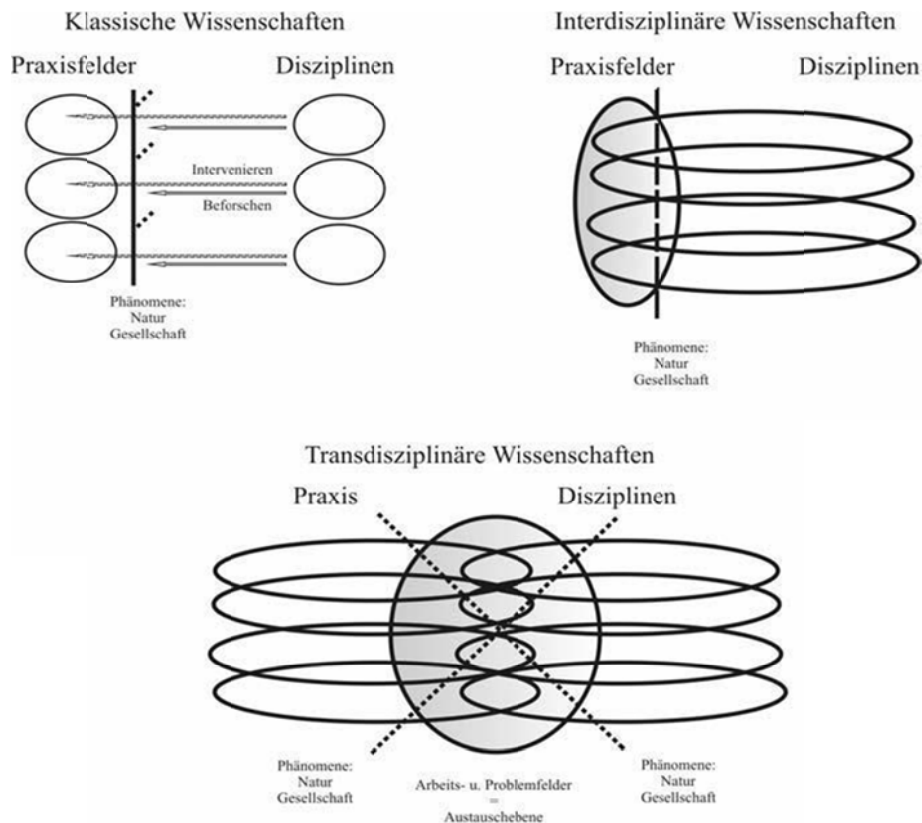 Klassische Wissenschaften
Praxisfelder
Disziplinen
Intervenieren
Beforschen
Phänomene:
Natur
Gesellschaft
Interdisziplinäre Wissenschaften
Praxisfelder
Disziplinen
Phänomene:
Natur
Gesellschaft
Transdisziplinäre Wissenschaften
Praxis
Disziplinen
Phänomene:
Natur
Gesellschaft
Arbeits- u. Problemfelder
=
Austauschebene
Phänomene:
Natur
Gesellschaft